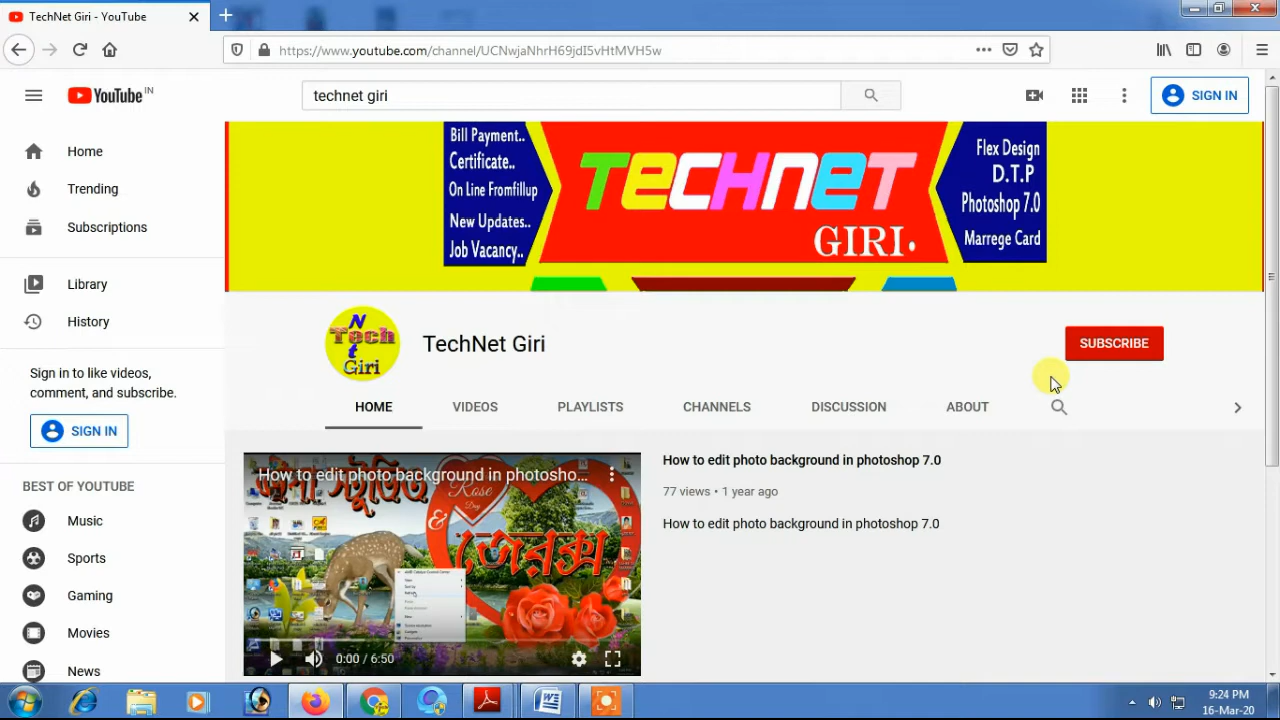 TechNet Giri - YouTube
https://www.youtube.com/channel/UCNwjaNhrH69jdI5vHtMVH5w
YouTube IN
technet giri
SIGN IN
Home
Trending
Subscriptions
Library
History
Sign in to like videos,
comment, and subscribe.
SIGN IN
BEST OF YOUTUBE
Music
Sports
Gaming
Movies
News
Bill Payment..
Certificate..
On Line Fromfillup
New Updates..
Job Vacancy..
TECHNET
GIRI.
Flex Design
D.T.P
Photoshop 7.0
Marrege Card
N
Tech
t
Giri
TechNet Giri
SUBSCRIBE
HOME
VIDEOS
PLAYLISTS
CHANNELS
DISCUSSION
ABOUT
How to edit photo background in photosho...
Rose
Day
&
জেরক্স
0:00 / 6:50
How to edit photo background in photoshop 7.0
77 views • 1 year ago
How to edit photo background in photoshop 7.0
9:24 PM
16-Mar-20